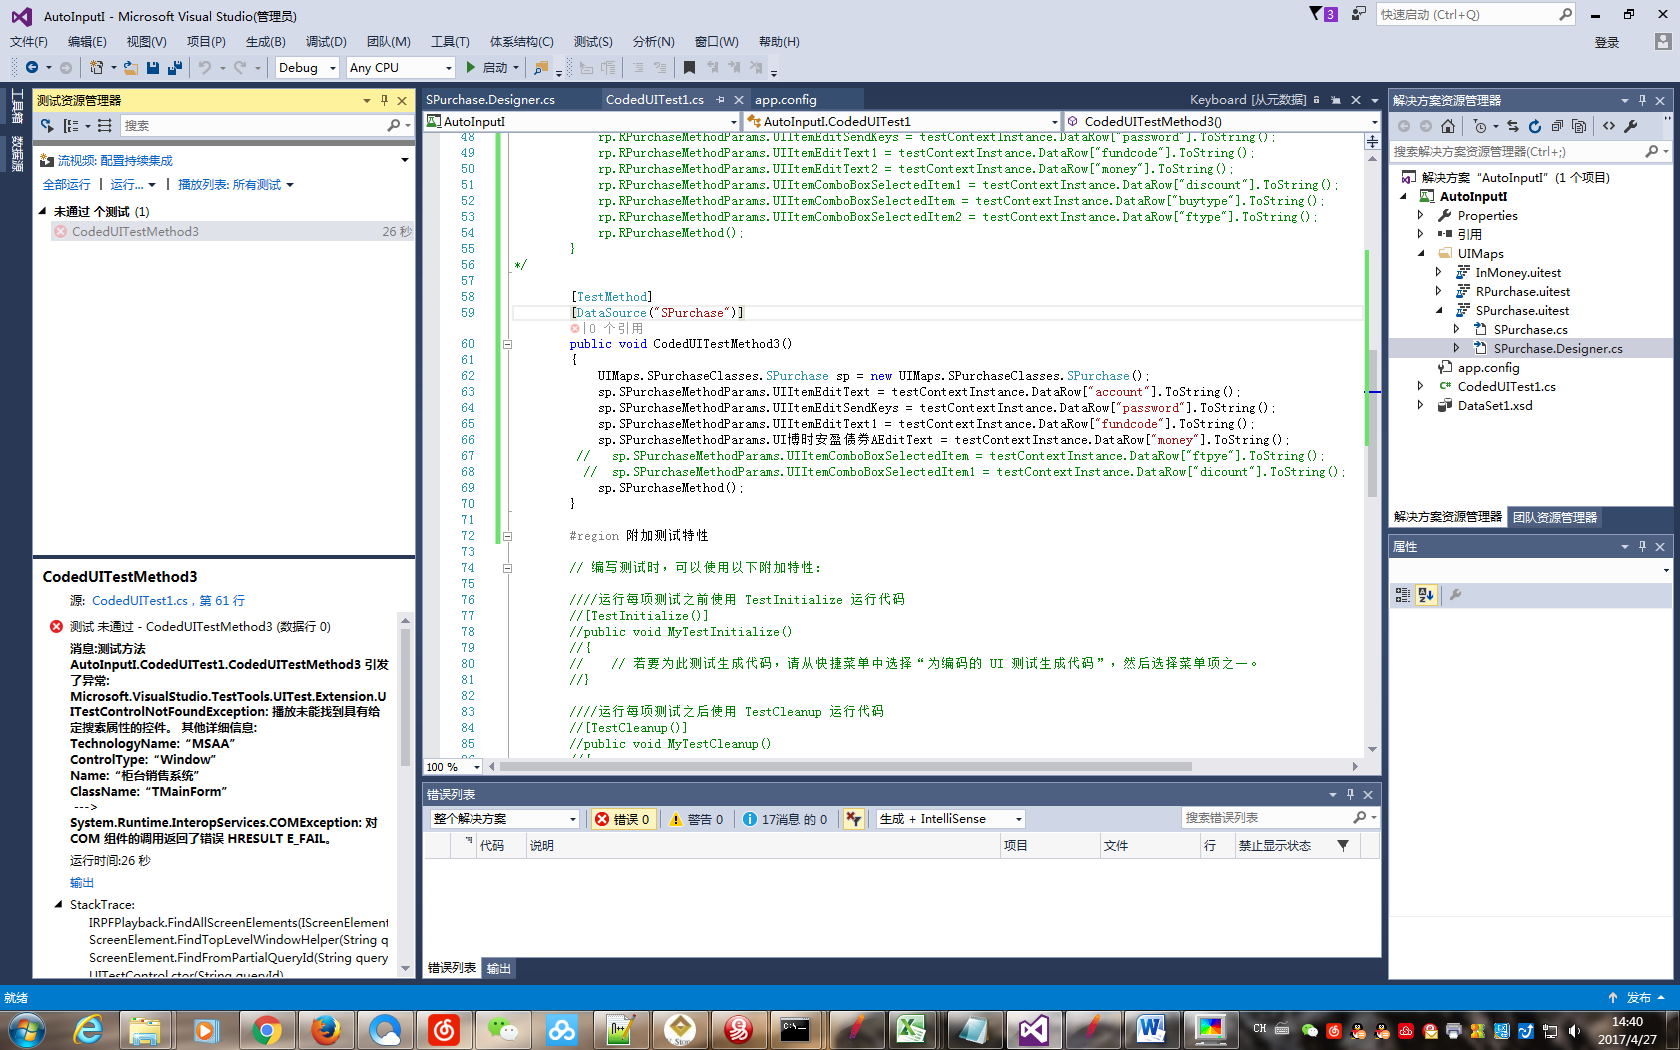 AutoInputI - Microsoft Visual Studio(管理员)
3
快速启动 (Ctrl+Q)
文件(F) 编辑(E) 视图(V) 项目(P) 生成(B) 调试(D) 团队(M) 工具(T) 体系结构(C) 测试(S) 分析(N) 窗口(W) 帮助(H)
登录
Debug Any CPU 启动
工具箱
数据源
测试资源管理器
搜索
流视频: 配置持续集成
全部运行 | 运行... | 播放列表: 所有测试
未通过 个测试 (1)
CodedUITestMethod3 26 秒
CodedUITestMethod3
源: CodedUITest1.cs，第 61 行
测试 未通过 - CodedUITestMethod3 (数据行 0)
消息:测试方法
AutoInputI.CodedUITest1.CodedUITestMethod3 引发
了异常:
Microsoft.VisualStudio.TestTools.UITest.Extension.U
ITestControlNotFoundException: 播放未能找到具有给
定搜索属性的控件。 其他详细信息:
TechnologyName: “MSAA”
ControlType: “Window”
Name: “柜台销售系统”
ClassName: “TMainForm”
--->
System.Runtime.InteropServices.COMException: 对
COM 组件的调用返回了错误 HRESULT E_FAIL。
运行时间:26 秒
输出
StackTrace:
IRPFPlayback.FindAllScreenElements(IScreenElement
ScreenElement.FindTopLevelWindowHelper(String q
ScreenElement.FindFromPartialQueryId(String query
UITestControl.ctor(String queryId)
SPurchase.Designer.cs CodedUITest1.cs app.config Keyboard [从元数据]
AutoInputI AutoInputI.CodedUITest1 CodedUITestMethod3()
48 rp.RPurchaseMethodParams.UIItemEditSendKeys = testContextInstance.DataRow["password"].ToString();
49 rp.RPurchaseMethodParams.UIItemEditText1 = testContextInstance.DataRow["fundcode"].ToString();
50 rp.RPurchaseMethodParams.UIItemEditText2 = testContextInstance.DataRow["money"].ToString();
51 rp.RPurchaseMethodParams.UIItemComboBoxSelectedItem1 = testContextInstance.DataRow["discount"].ToString();
52 rp.RPurchaseMethodParams.UIItemComboBoxSelectedItem = testContextInstance.DataRow["buytype"].ToString();
53 rp.RPurchaseMethodParams.UIItemComboBoxSelectedItem2 = testContextInstance.DataRow["ftype"].ToString();
54 rp.RPurchaseMethod();
55 }
56 */
57
58 [TestMethod]
59 [DataSource("SPurchase")]
|0 个引用
60 public void CodedUITestMethod3()
61 {
62 UIMaps.SPurchaseClasses.SPurchase sp = new UIMaps.SPurchaseClasses.SPurchase();
63 sp.SPurchaseMethodParams.UIItemEditText = testContextInstance.DataRow["account"].ToString();
64 sp.SPurchaseMethodParams.UIItemEditSendKeys = testContextInstance.DataRow["password"].ToString();
65 sp.SPurchaseMethodParams.UIItemEditText1 = testContextInstance.DataRow["fundcode"].ToString();
66 sp.SPurchaseMethodParams.UI博时安盈债券AEditText = testContextInstance.DataRow["money"].ToString();
67 // sp.SPurchaseMethodParams.UIItemComboBoxSelectedItem = testContextInstance.DataRow["ftpye"].ToString();
68 // sp.SPurchaseMethodParams.UIItemComboBoxSelectedItem1 = testContextInstance.DataRow["dicount"].ToString();
69 sp.SPurchaseMethod();
70 }
71
72 #region 附加测试特性
73
74 // 编写测试时，可以使用以下附加特性:
75
76 ////运行每项测试之前使用 TestInitialize 运行代码
77 //[TestInitialize()]
78 //public void MyTestInitialize()
79 //{
80 // // 若要为此测试生成代码，请从快捷菜单中选择“为编码的 UI 测试生成代码”，然后选择菜单项之一。
81 //}
82
83 ////运行每项测试之后使用 TestCleanup 运行代码
84 //[TestCleanup()]
85 //public void MyTestCleanup()
86 //{
100 %
错误列表
整个解决方案 错误 0 警告 0 17消息 的 0 生成 + IntelliSense 搜索错误列表
代码 说明 项目 文件 行 禁止显示状态
错误列表 输出
解决方案资源管理器
搜索解决方案资源管理器(Ctrl+;)
解决方案 “AutoInputI” (1 个项目)
AutoInputI
Properties
引用
UIMaps
InMoney.uitest
RPurchase.uitest
SPurchase.uitest
SPurchase.cs
SPurchase.Designer.cs
app.config
CodedUITest1.cs
DataSet1.xsd
解决方案资源管理器 团队资源管理器
属性
就绪
发布
CH
14:40
2017/4/27